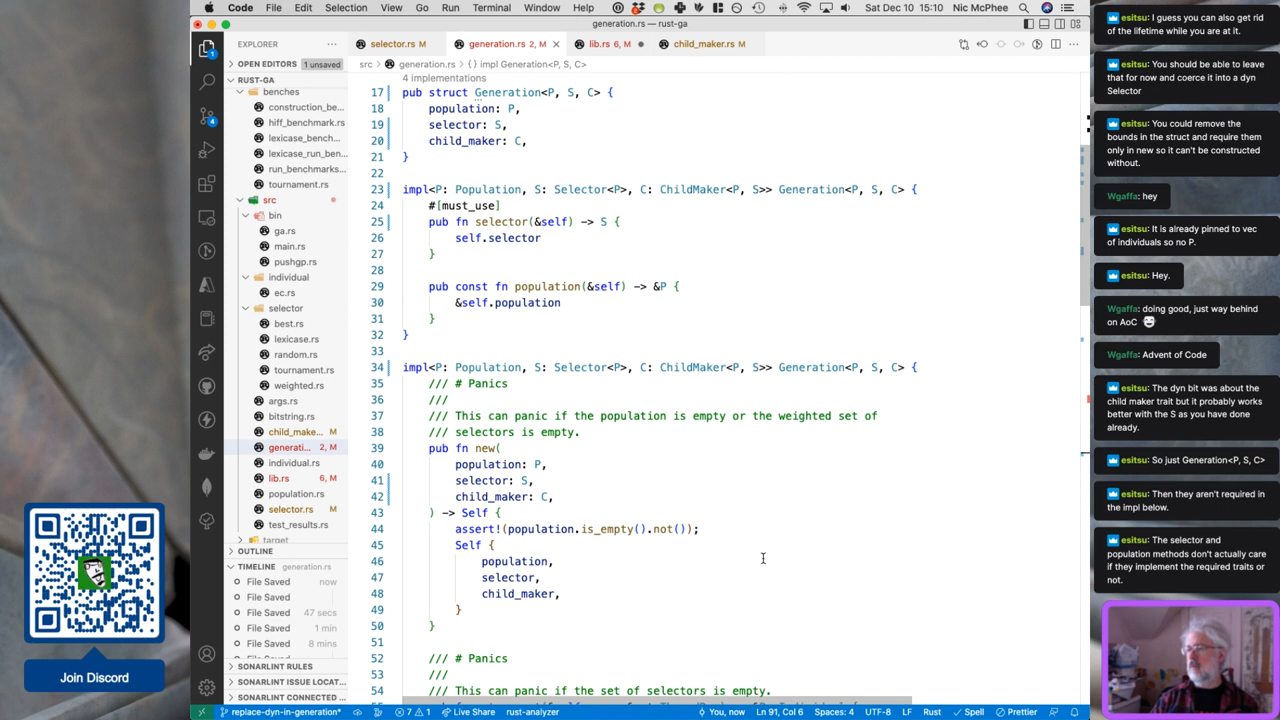 Code File Edit Selection View Go Run Terminal Window Help Sat Dec 10 15:10 Nic McPhee
generation.rs — rust-ga
EXPLORER
OPEN EDITORS 1 unsaved
RUST-GA
benches
construction_be...
hiff_benchmark.rs
lexicase_bench...
lexicase_run_ben...
run_benchmarks...
tournament.rs
src
bin
ga.rs
main.rs
pushgp.rs
individual
ec.rs
selector
best.rs
lexicase.rs
random.rs
tournament.rs
weighted.rs
args.rs
bitstring.rs
child_make... M
generati... 2, M
individual.rs
lib.rs 6, M
population.rs
selector.rs M
test_results.rs
target
OUTLINE
TIMELINE generation.rs
File Saved now
File Saved
File Saved 47 secs
File Saved 1 min
File Saved 8 mins
SONARLINT RULES
SONARLINT ISSUE LOCAT...
SONARLINT CONNECTED ...
selector.rs M
generation.rs 2, M
lib.rs 6, M
child_maker.rs M
src > generation.rs > {} impl Generation<P, S, C>
4 implementations
17 pub struct Generation<P, S, C> {
18 population: P,
19 selector: S,
20 child_maker: C,
21 }
22
23 impl<P: Population, S: Selector<P>, C: ChildMaker<P, S>> Generation<P, S, C> {
24 #[must_use]
25 pub fn selector(&self) -> S {
26 self.selector
27 }
28
29 pub const fn population(&self) -> &P {
30 &self.population
31 }
32 }
33
34 impl<P: Population, S: Selector<P>, C: ChildMaker<P, S>> Generation<P, S, C> {
35 /// # Panics
36 ///
37 /// This can panic if the population is empty or the weighted set of
38 /// selectors is empty.
39 pub fn new(
40 population: P,
41 selector: S,
42 child_maker: C,
43 ) -> Self {
44 assert!(population.is_empty().not());
45 Self {
46 population,
47 selector,
48 child_maker,
49 }
50 }
51
52 /// # Panics
53 ///
54 /// This can panic if the set of selectors is empty.
replace-dyn-in-generation* 7 1 Live Share rust-analyzer You, now Ln 91, Col 6 Spaces: 4 UTF-8 LF Rust Spell Prettier
Join Discord
esitsu: I guess you can also get rid
of the lifetime while you are at it.
esitsu: You should be able to leave
that for now and coerce it into a dyn
Selector
esitsu: You could remove the
bounds in the struct and require them
only in new so it can't be constructed
without.
Wgaffa: hey
esitsu: It is already pinned to vec
of individuals so no P.
esitsu: Hey.
Wgaffa: doing good, just way behind
on AoC
Wgaffa: Advent of Code
esitsu: The dyn bit was about the
child maker trait but it probably works
better with the S as you have done
already.
esitsu: So just Generation<P, S, C>
esitsu: Then they aren't required in
the impl below.
esitsu: The selector and
population methods don't actually care
if they implement the required traits or
not.